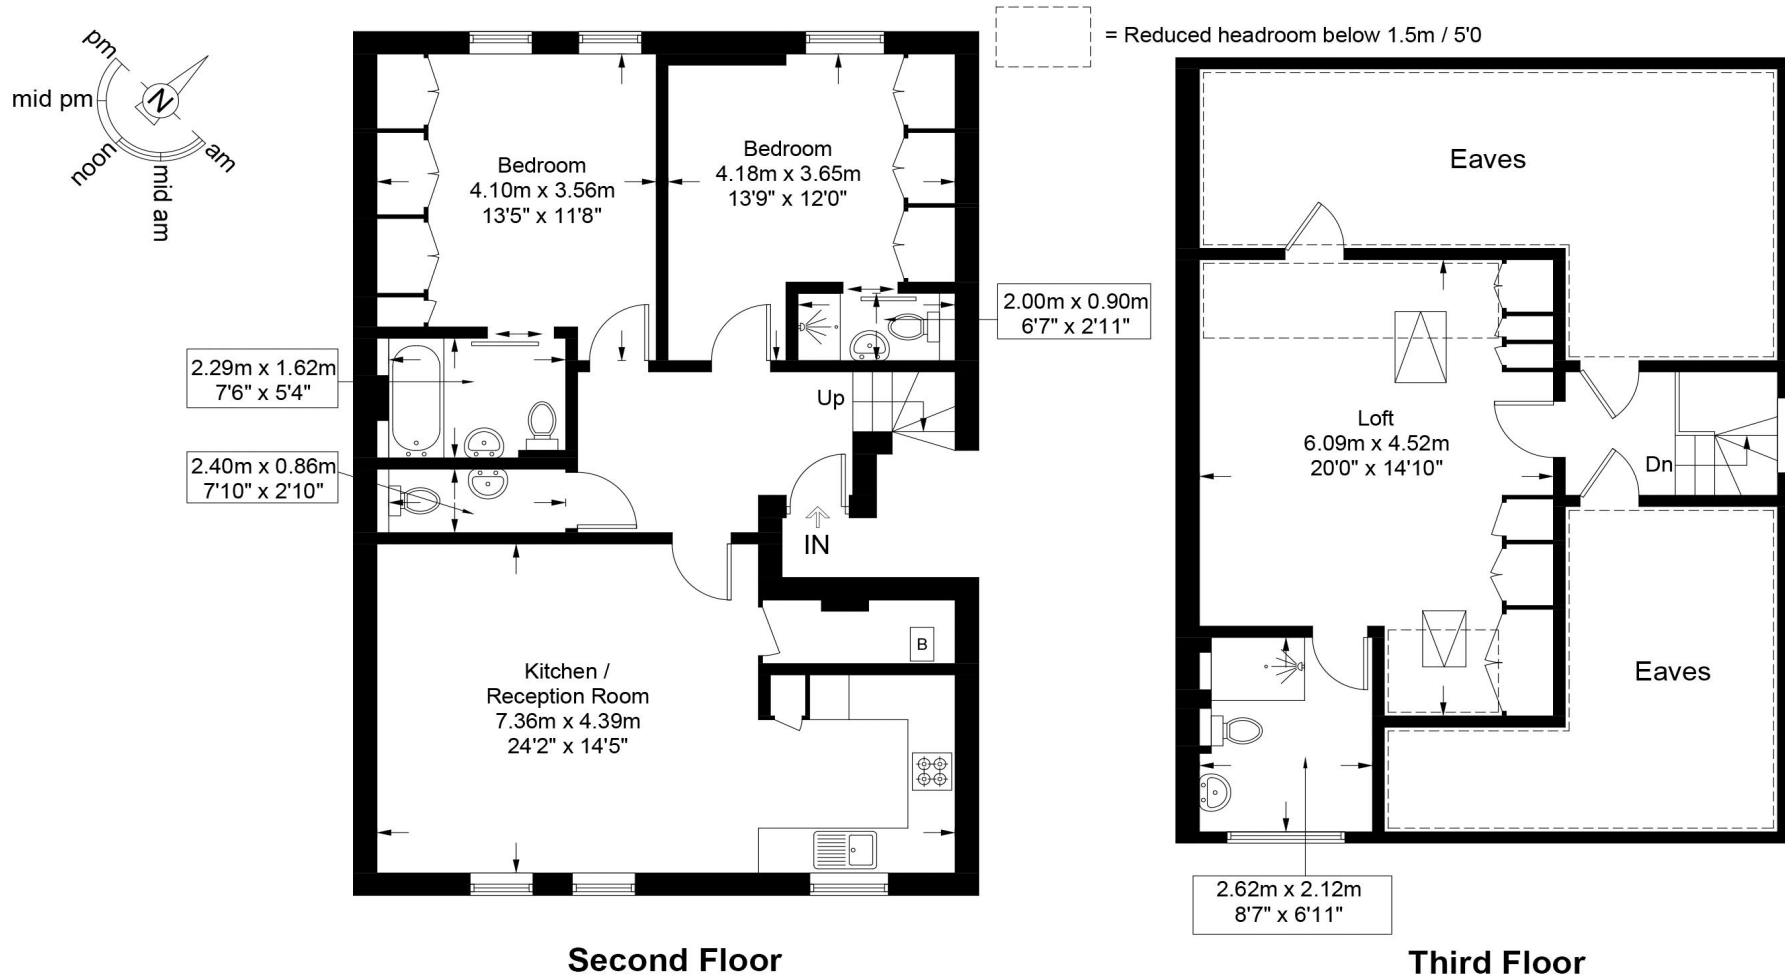 pm
mid pm
N
noon
mid am
am
= Reduced headroom below 1.5m / 5'0
Bedroom
4.10m x 3.56m
13'5" x 11'8"
Bedroom
4.18m x 3.65m
13'9" x 12'0"
2.00m x 0.90m
6'7" x 2'11"
2.29m x 1.62m
7'6" x 5'4"
2.40m x 0.86m
7'10" x 2'10"
Up
IN
B
Kitchen /
Reception Room
7.36m x 4.39m
24'2" x 14'5"
Second Floor
Eaves
Loft
6.09m x 4.52m
20'0" x 14'10"
Dn
Eaves
2.62m x 2.12m
8'7" x 6'11"
Third Floor